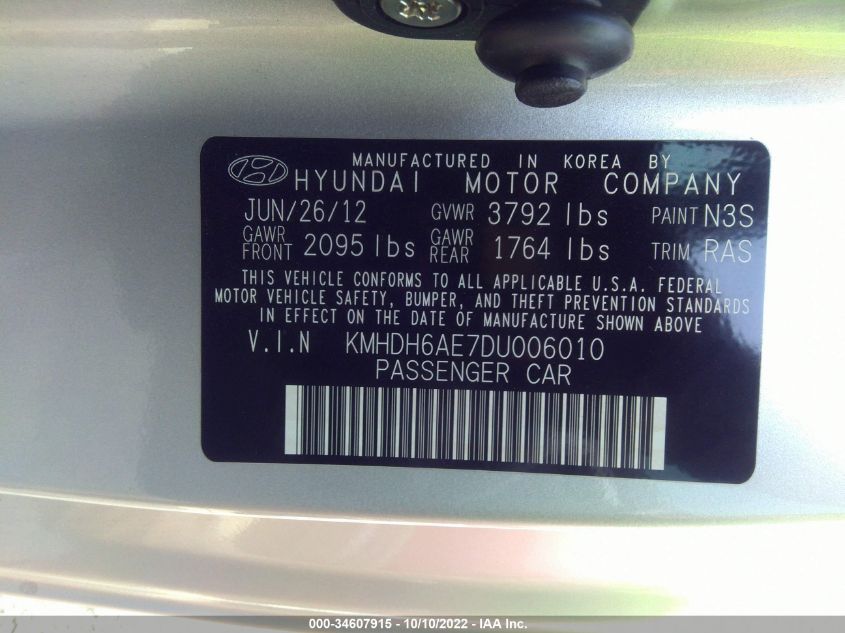 MANUFACTURED IN KOREA BY
HYUNDAI MOTOR COMPANY
JUN/26/12 GVWR 3792 lbs PAINT N3S
GAWR FRONT 2095 lbs GAWR REAR 1764 lbs TRIM RAS
THIS VEHICLE CONFORMS TO ALL APPLICABLE U.S.A. FEDERAL
MOTOR VEHICLE SAFETY, BUMPER, AND THEFT PREVENTION STANDARDS
IN EFFECT ON THE DATE OF MANUFACTURE SHOWN ABOVE
V.I.N KMHDH6AE7DU006010
PASSENGER CAR
000-34607915 - 10/10/2022 - IAA Inc.